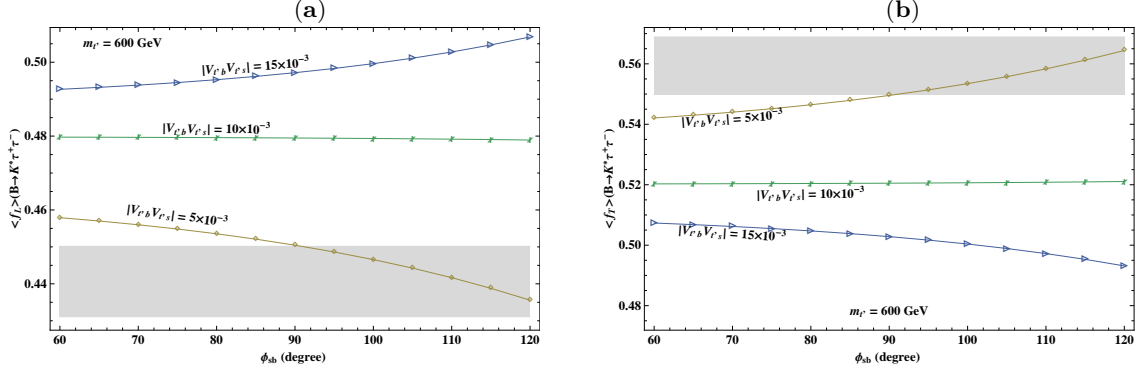 (a)
m_{t'} = 600 GeV
|V_{t'b}V_{t's}| = 15×10^{-3}
|V_{t'b}V_{t's}| = 10×10^{-3}
|V_{t'b}V_{t's}| = 5×10^{-3}
<f_L>(B→K*τ⁺τ⁻)
0.50
0.48
0.46
0.44
60 70 80 90 100 110 120
ϕ_{sb} (degree)
(b)
|V_{t'b}V_{t's}| = 5×10^{-3}
|V_{t'b}V_{t's}| = 10×10^{-3}
|V_{t'b}V_{t's}| = 15×10^{-3}
m_{t'} = 600 GeV
<f_T>(B→K*τ⁺τ⁻)
0.56
0.54
0.52
0.50
0.48
60 70 80 90 100 110 120
ϕ_{sb} (degree)